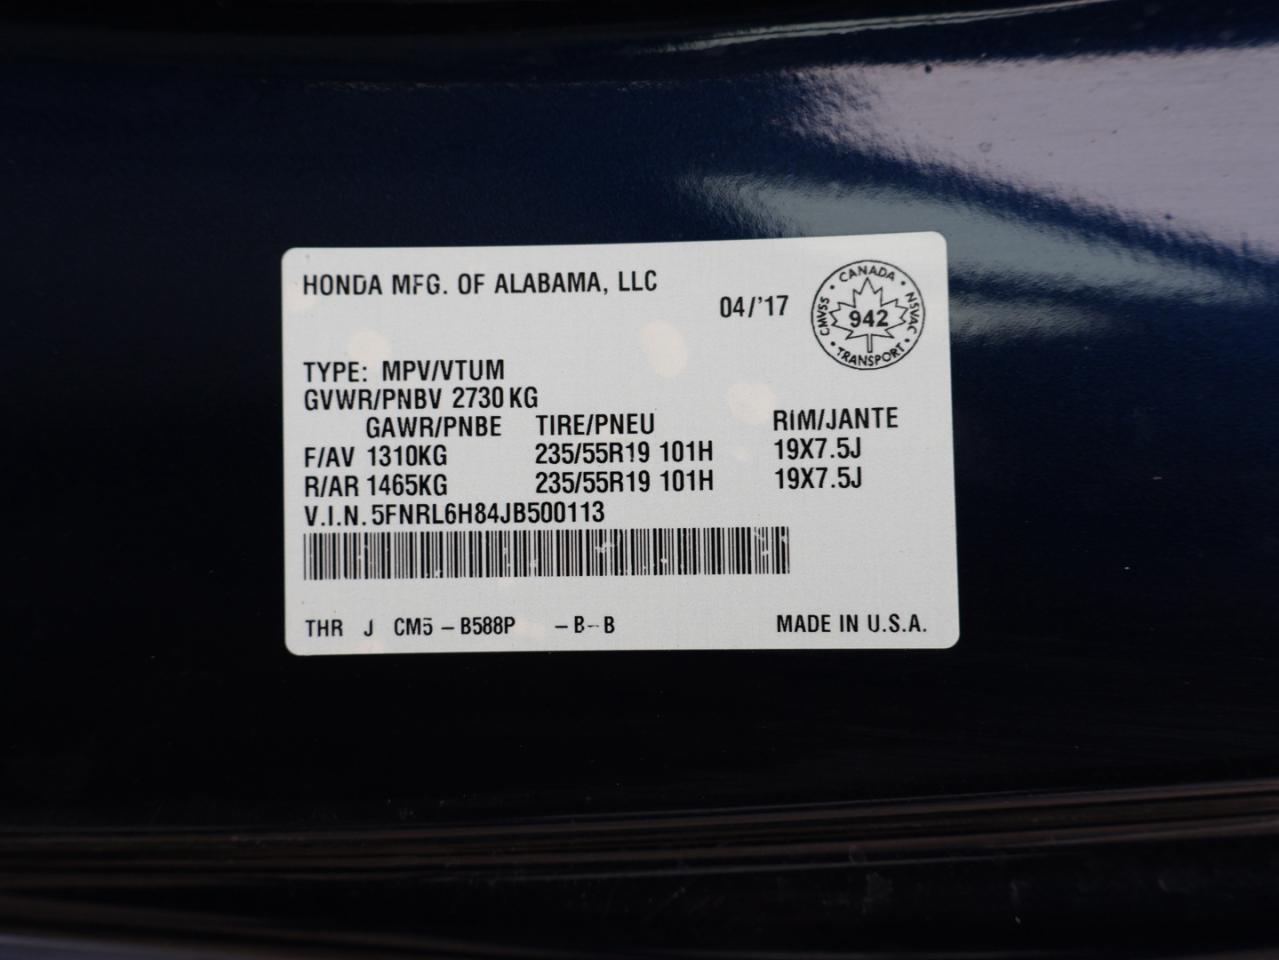 HONDA MFG. OF ALABAMA, LLC
04/'17
CANADA
CMVSS 942 NSVAC
TRANSPORT
TYPE: MPV/VTUM
GVWR/PNBV 2730 KG
GAWR/PNBE TIRE/PNEU RIM/JANTE
F/AV 1310KG 235/55R19 101H 19X7.5J
R/AR 1465KG 235/55R19 101H 19X7.5J
V.I.N. 5FNRL6H84JB500113
THR J CM5 – B588P – B-- B MADE IN U.S.A.